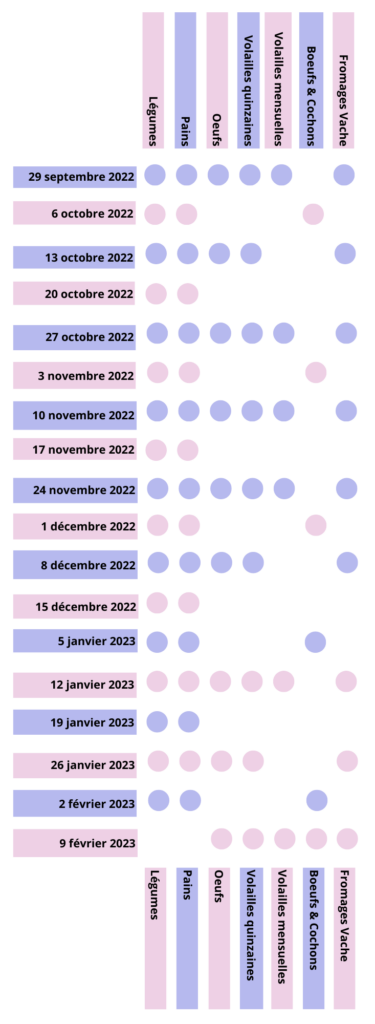 Légumes
Pains
Oeufs
Volailles quinzaines
Volailles mensuelles
Boeufs & Cochons
Fromages Vache
29 septembre 2022
6 octobre 2022
13 octobre 2022
20 octobre 2022
27 octobre 2022
3 novembre 2022
10 novembre 2022
17 novembre 2022
24 novembre 2022
1 décembre 2022
8 décembre 2022
15 décembre 2022
5 janvier 2023
12 janvier 2023
19 janvier 2023
26 janvier 2023
2 février 2023
9 février 2023
Légumes
Pains
Oeufs
Volailles quinzaines
Volailles mensuelles
Boeufs & Cochons
Fromages Vache